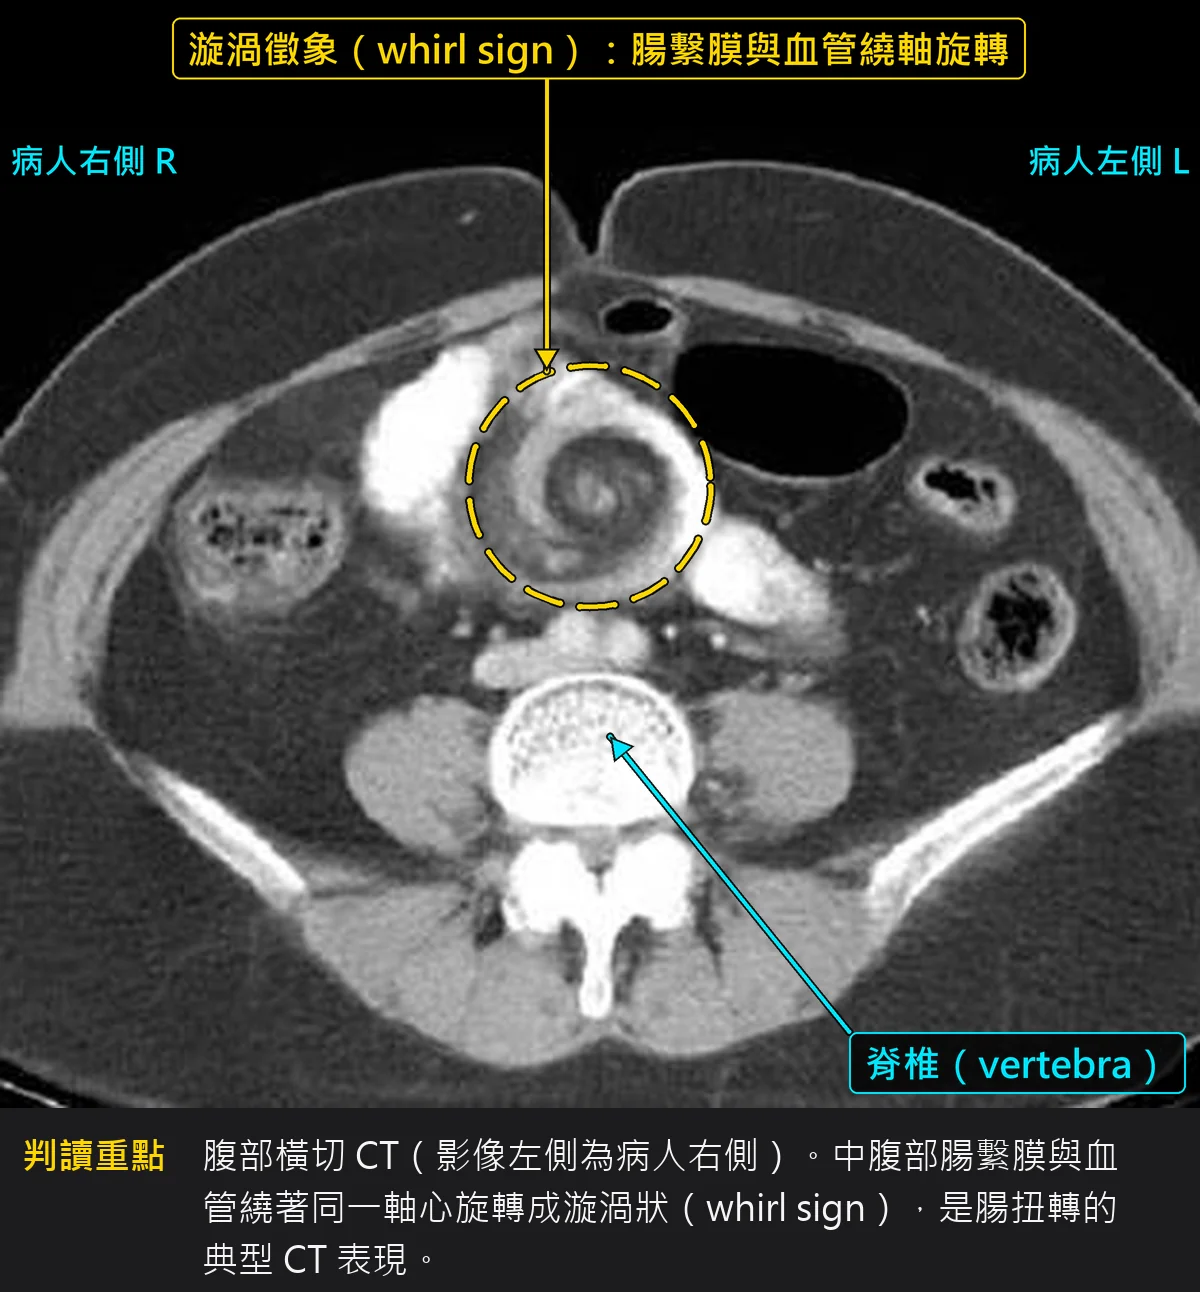 漩渦徵象（whirl sign）：腸繫膜與血管繞軸旋轉
病人右側 R
病人左側 L
脊椎（vertebra）
判讀重點
腹部橫切 CT（影像左側為病人右側）。中腹部腸繫膜與血
管繞著同一軸心旋轉成漩渦狀（whirl sign），是腸扭轉的
典型 CT 表現。